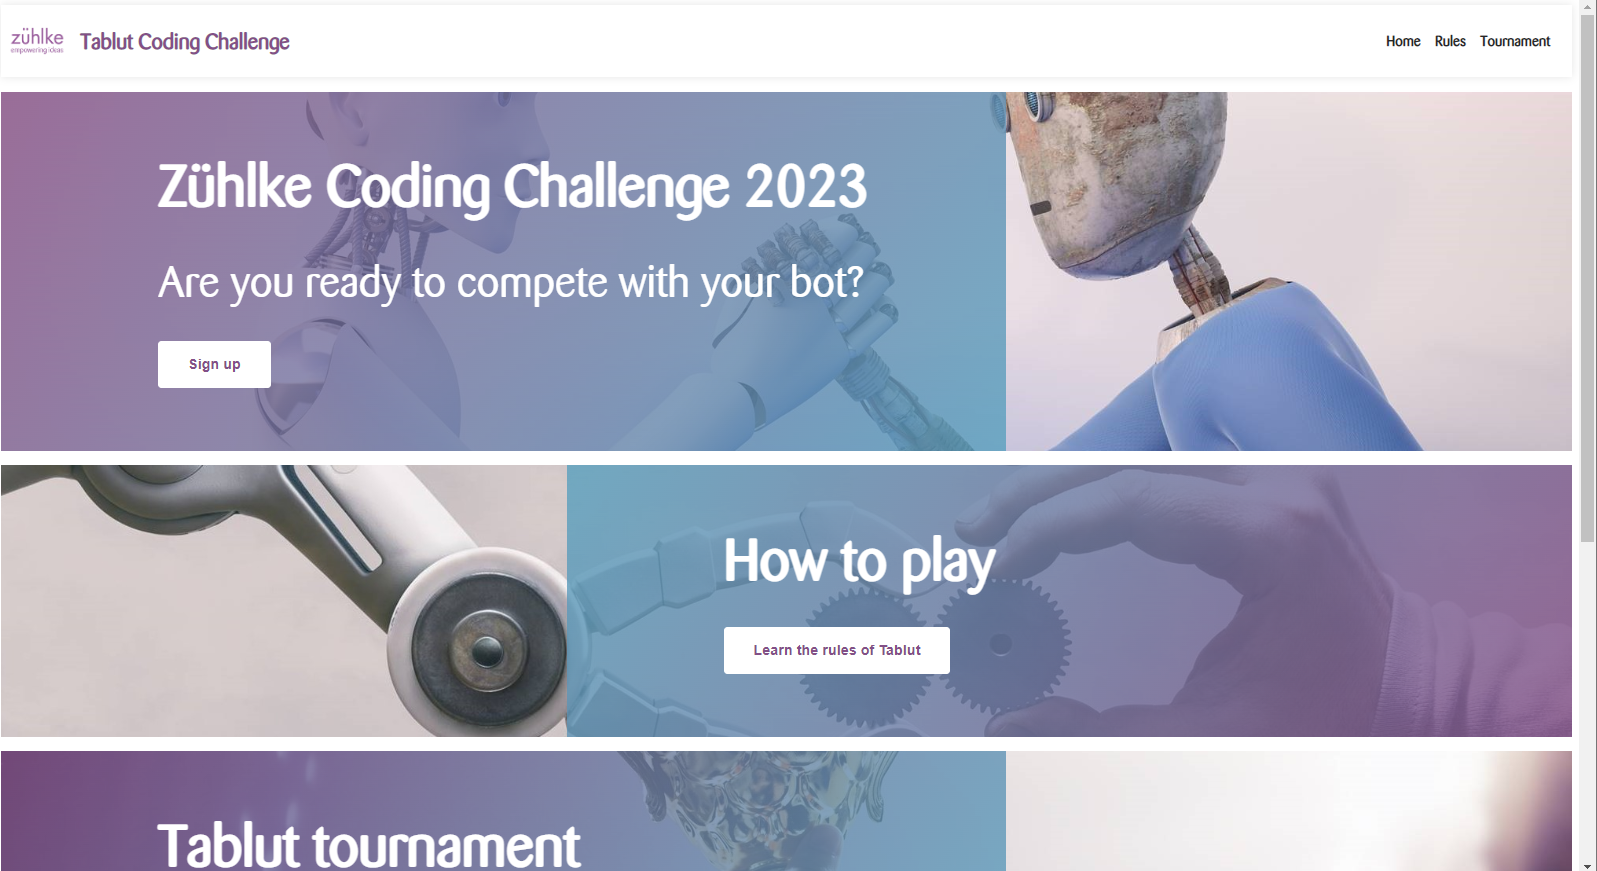 zühlke
empowering ideas
Tablut Coding Challenge
Home Rules Tournament
Zühlke Coding Challenge 2023
Are you ready to compete with your bot?
Sign up
How to play
Learn the rules of Tablut
Tablut tournament